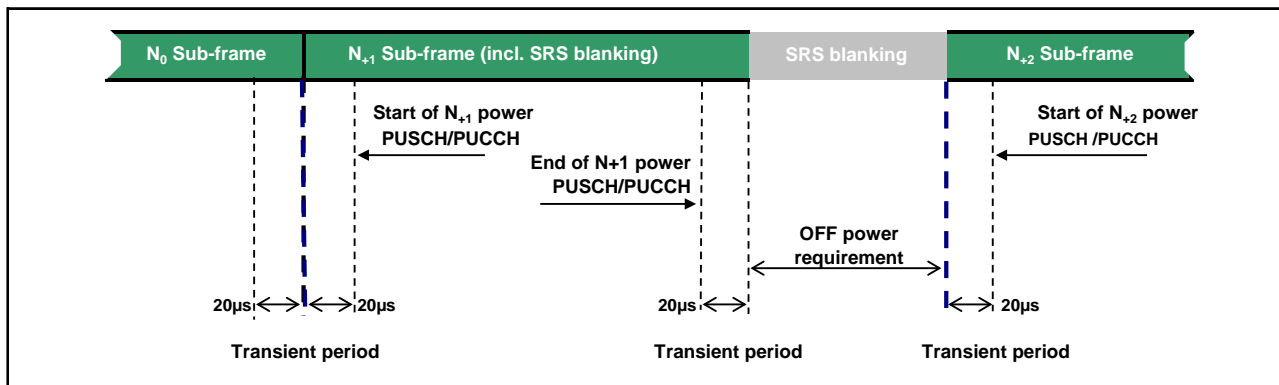 N₀ Sub-frame
N₊₁ Sub-frame (incl. SRS blanking)
SRS blanking
N₊₂ Sub-frame
Start of N₊₁ power
PUSCH/PUCCH
Start of N₊₂ power
PUSCH /PUCCH
End of N+1 power
PUSCH/PUCCH
OFF power
requirement
20µs
20µs
20µs
20µs
Transient period
Transient period
Transient period